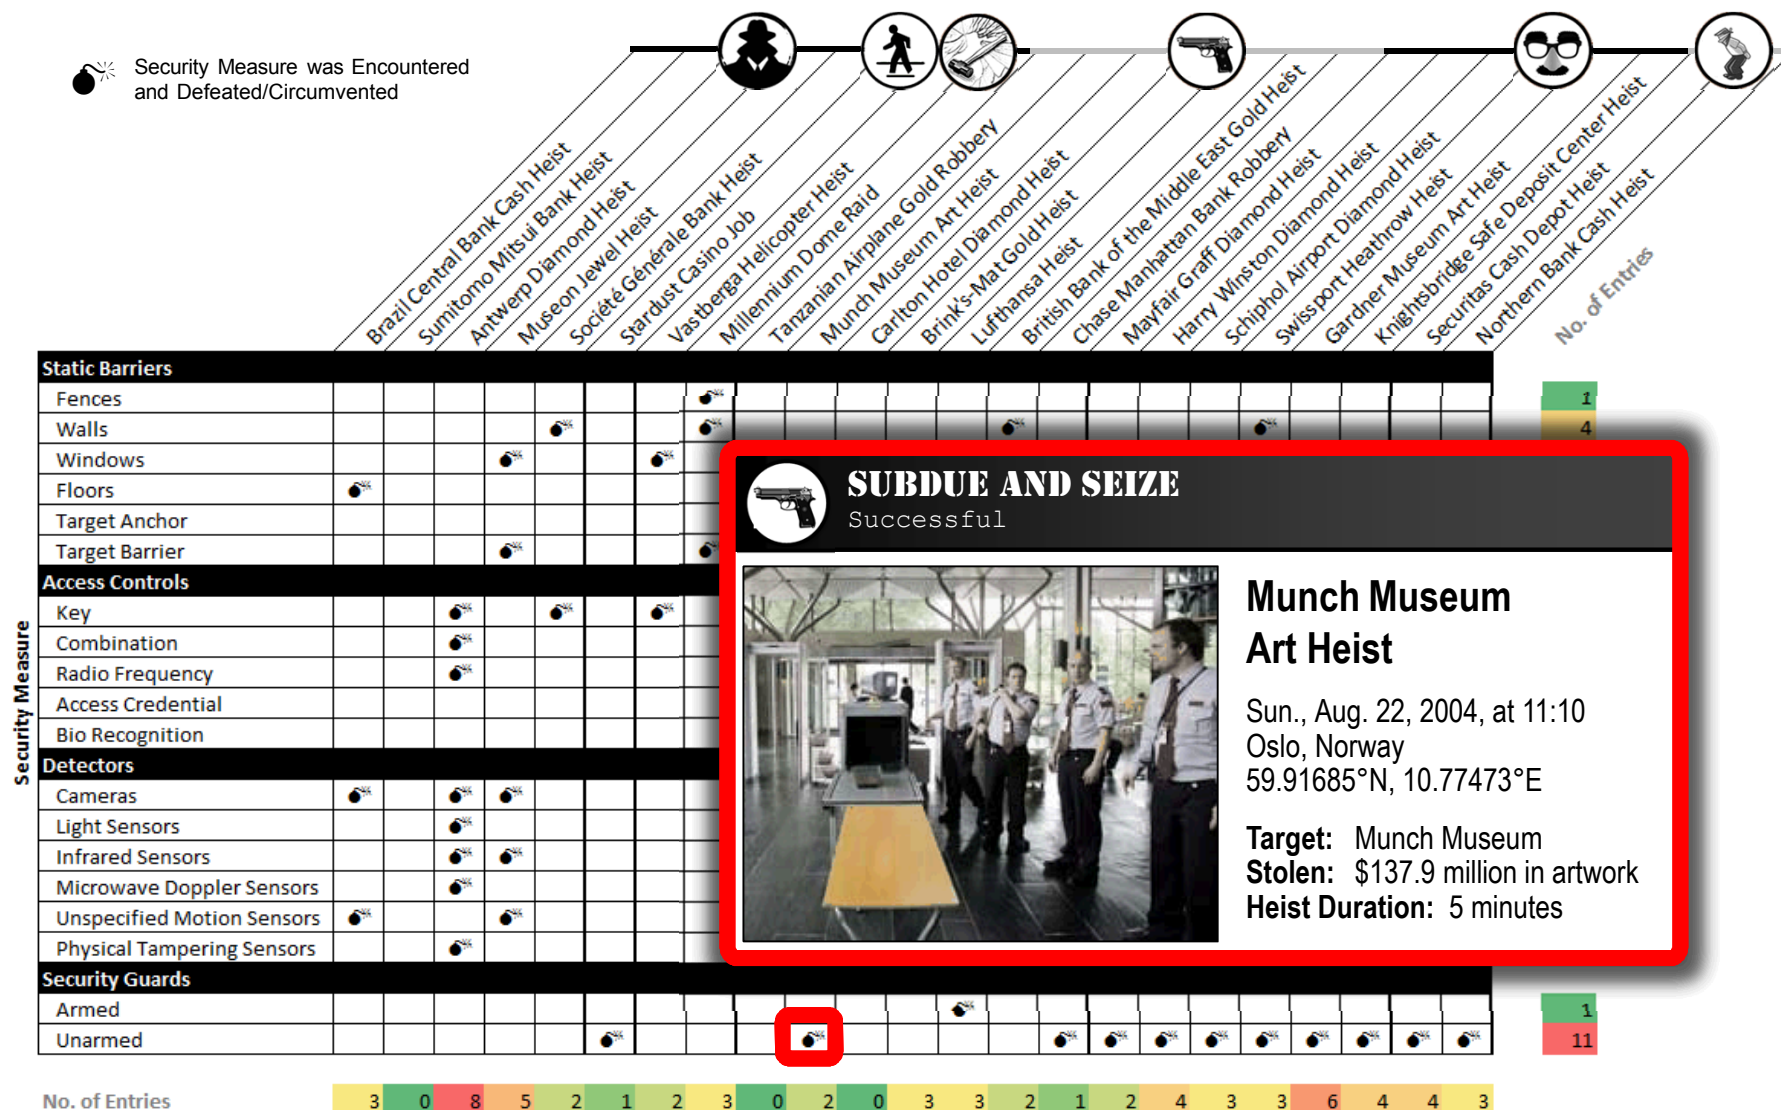 Security Measure was Encountered
and Defeated/Circumvented
Brazil Central Bank Cash Heist
Sumitomo Mitsui Bank Heist
Antwerp Diamond Heist
Museon Jewel Heist
Société Générale Bank Heist
Stardust Casino Job
Vastberga Helicopter Heist
Millennium Dome Raid
Tanzanian Airplane Gold Robbery
Munch Museum Art Heist
Carlton Hotel Diamond Heist
Brink's-Mat Gold Heist
Lufthansa Heist
British Bank of the Middle East Gold Heist
Chase Manhattan Bank Robbery
Mayfair Graff Diamond Heist
Harry Winston Diamond Heist
Schiphol Airport Diamond Heist
Swissport Heathrow Heist
Gardner Museum Art Heist
Knightsbridge Safe Deposit Center Heist
Securitas Cash Depot Heist
Northern Bank Cash Heist
No. of Entries
Security Measure
Static Barriers
Fences 1
Walls 4
Windows
Floors
Target Anchor
Target Barrier
Access Controls
Key
Combination
Radio Frequency
Access Credential
Bio Recognition
Detectors
Cameras
Light Sensors
Infrared Sensors
Microwave Doppler Sensors
Unspecified Motion Sensors
Physical Tampering Sensors
Security Guards
Armed 1
Unarmed 11
No. of Entries 3 0 8 5 2 1 2 3 0 2 0 3 3 2 1 2 4 3 3 6 4 4 3
SUBDUE AND SEIZE
Successful
Munch Museum
Art Heist
Sun., Aug. 22, 2004, at 11:10
Oslo, Norway
59.91685°N, 10.77473°E
Target: Munch Museum
Stolen: $137.9 million in artwork
Heist Duration: 5 minutes